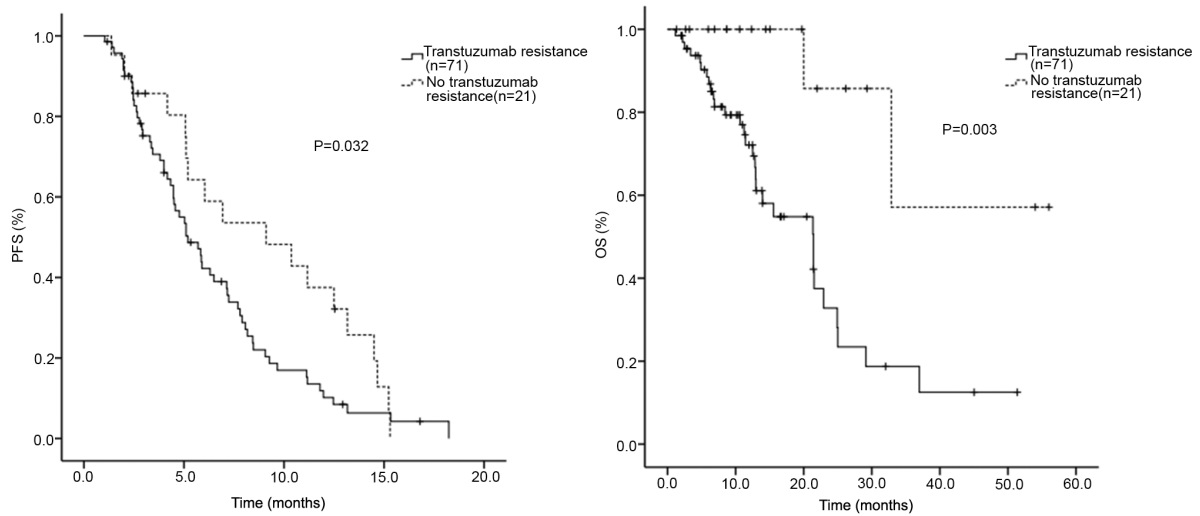 1.0
0.8
0.6
0.4
0.2
0.0
PFS (%)
0.0 5.0 10.0 15.0 20.0
Time (months)
Transtuzumab resistance
(n=71)
No transtuzumab
resistance(n=21)
P=0.032
1.0
0.8
0.6
0.4
0.2
0.0
OS (%)
0.0 10.0 20.0 30.0 40.0 50.0 60.0
Time (months)
Transtuzumab resistance
(n=71)
No transtuzumab
resistance(n=21)
P=0.003